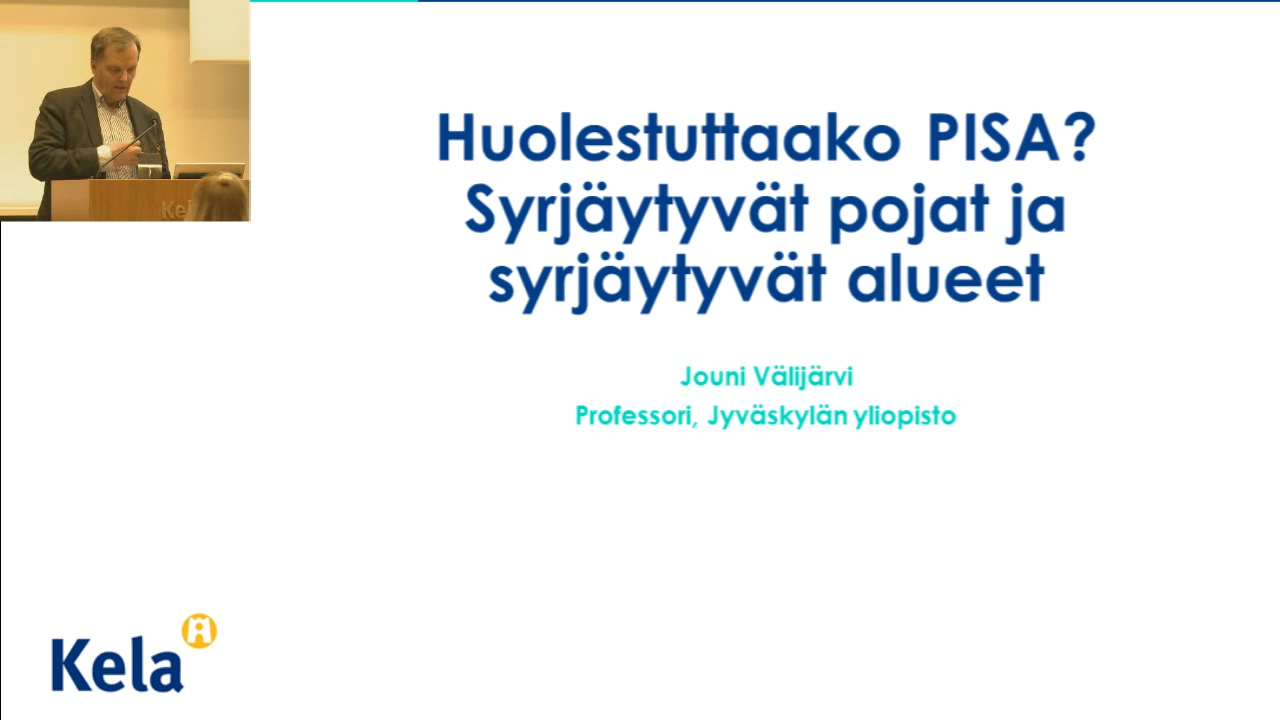 Huolestuttaako PISA?
Syrjäytyvät pojat ja
syrjäytyvät alueet
Jouni Välijärvi
Professori, Jyväskylän yliopisto
Kela